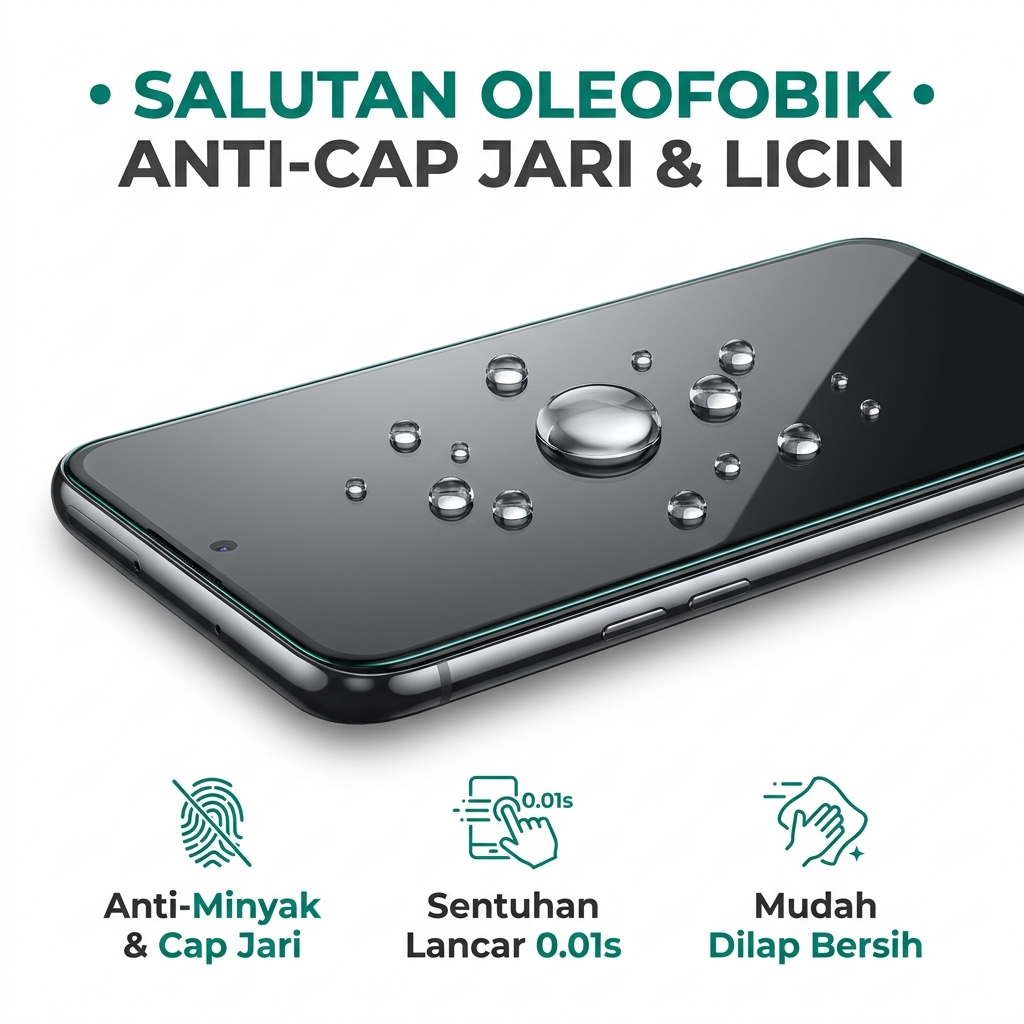 • SALUTAN OLEOFOBIK •
ANTI-CAP JARI & LICIN
0.01s
Anti-Minyak
& Cap Jari
Sentuhan
Lancar 0.01s
Mudah
Dilap Bersih